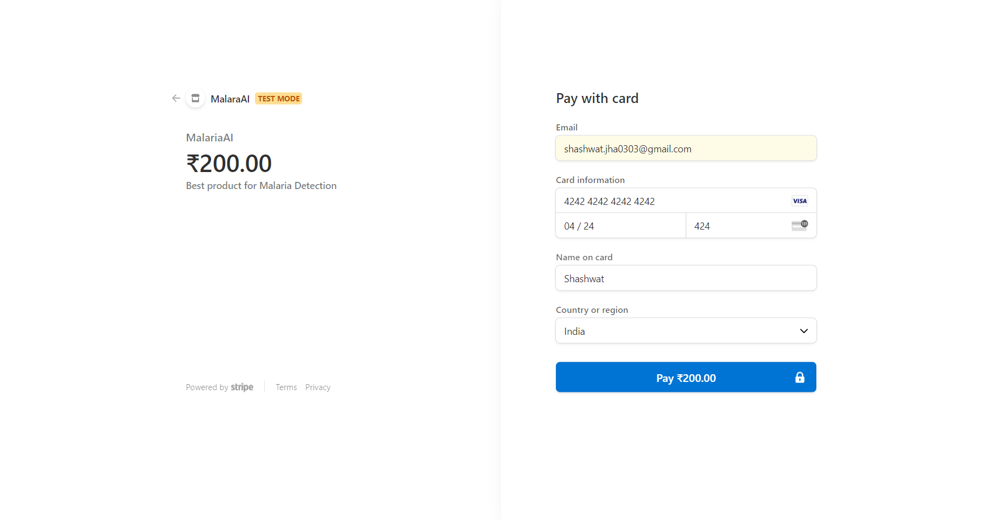 MalaraAI TEST MODE
MalariaAI
₹200.00
Best product for Malaria Detection
Powered by stripe Terms Privacy
Pay with card
Email
shashwat.jha0303@gmail.com
Card information
4242 4242 4242 4242 VISA
04 / 24 424 135
Name on card
Shashwat
Country or region
India
Pay ₹200.00